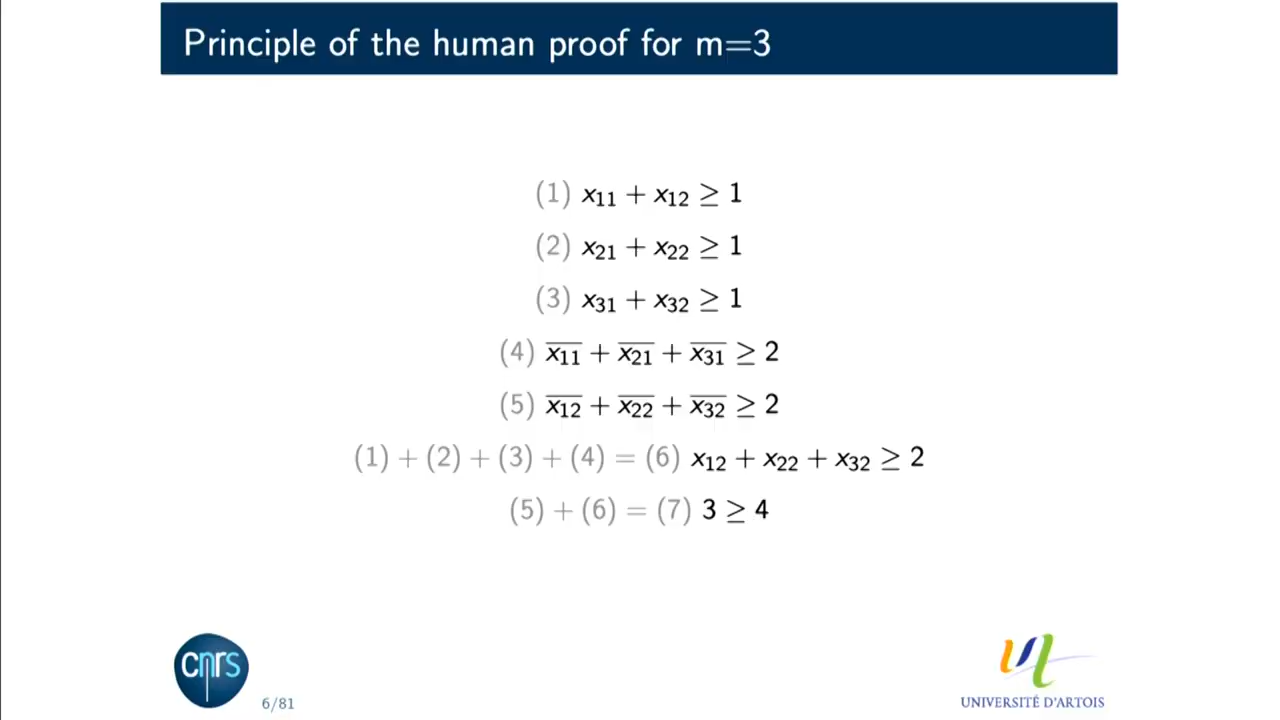 Principle of the human proof for m=3
(1) x₁₁ + x₁₂ ≥ 1
(2) x₂₁ + x₂₂ ≥ 1
(3) x₃₁ + x₃₂ ≥ 1
(4) x̅₁₁ + x̅₂₁ + x̅₃₁ ≥ 2
(5) x̅₁₂ + x̅₂₂ + x̅₃₂ ≥ 2
(1) + (2) + (3) + (4) = (6) x₁₂ + x₂₂ + x₃₂ ≥ 2
(5) + (6) = (7) 3 ≥ 4
cnrs
6/81
UNIVERSITÉ D'ARTOIS